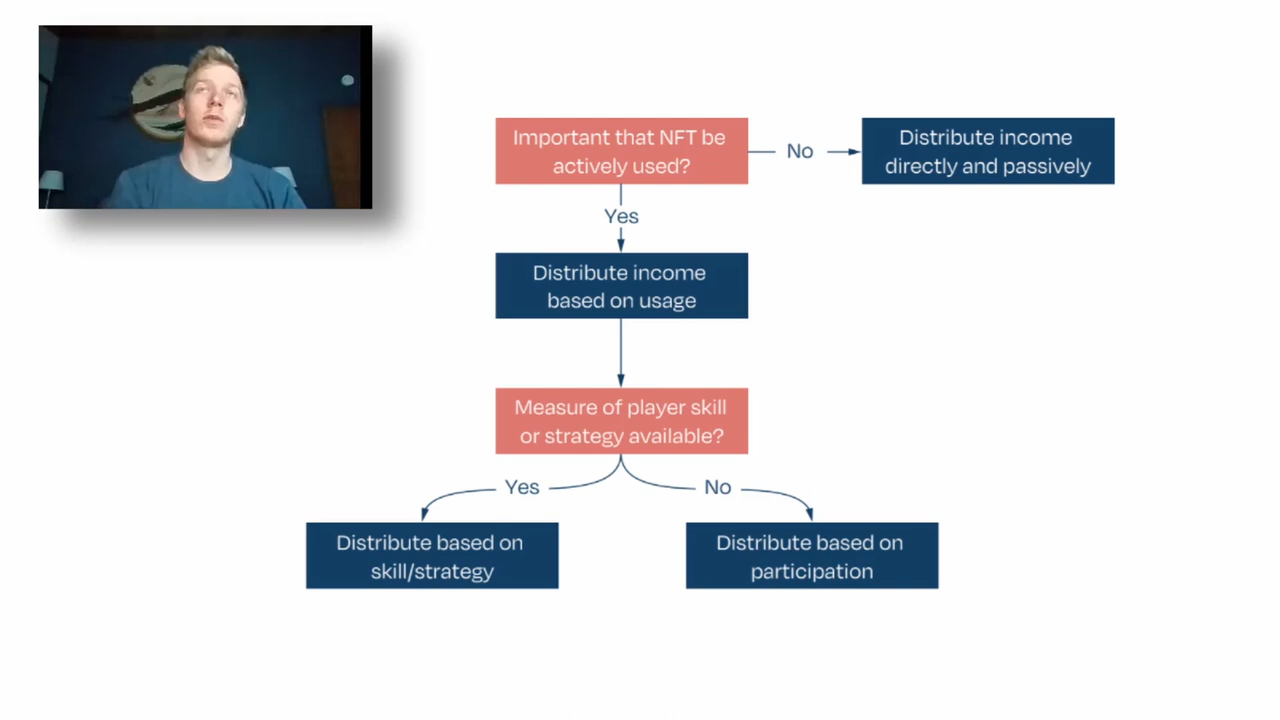 Important that NFT be
actively used?
No
Distribute income
directly and passively
Yes
Distribute income
based on usage
Measure of player skill
or strategy available?
Yes
No
Distribute based on
skill/strategy
Distribute based on
participation